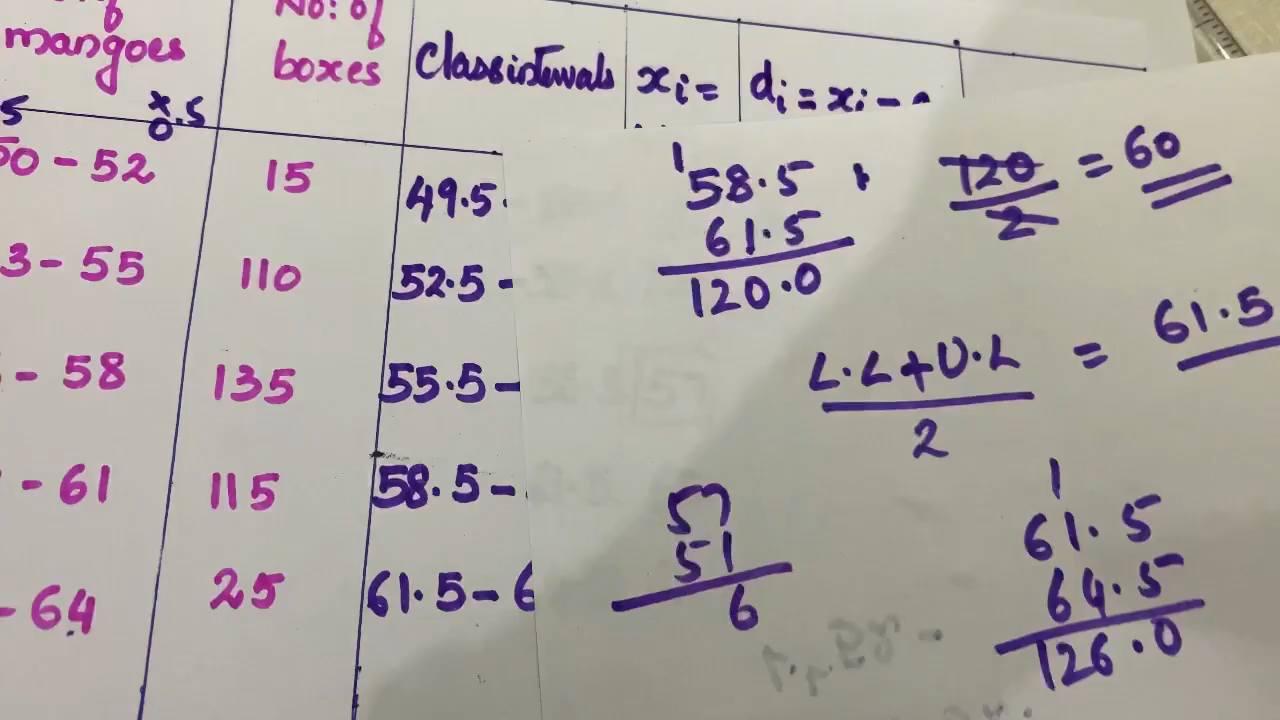 No: of
mangoes boxes Class intervals xi = di = xi -
.5
50 - 52 15 49.5
3 - 55 110 52.5 -
- 58 135 55.5 -
- 61 115 58.5 -
- 64 25 61.5 - 6
1
58.5
61.5
120.0
120/2 = 60
L.L + U.L / 2 = 61.5
57
51
6
1
61.5
64.5
126.0